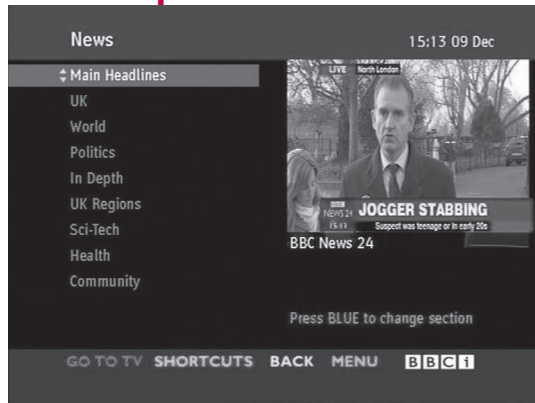 News
15:13 09 Dec
Main Headlines
UK
World
Politics
In Depth
UK Regions
Sci-Tech
Health
Community
LIVE North London
BBC
NEWS 24
15:13
JOGGER STABBING
Suspect was teenage or in early 20s
BBC News 24
Press BLUE to change section
GO TO TV SHORTCUTS BACK MENU BBCi